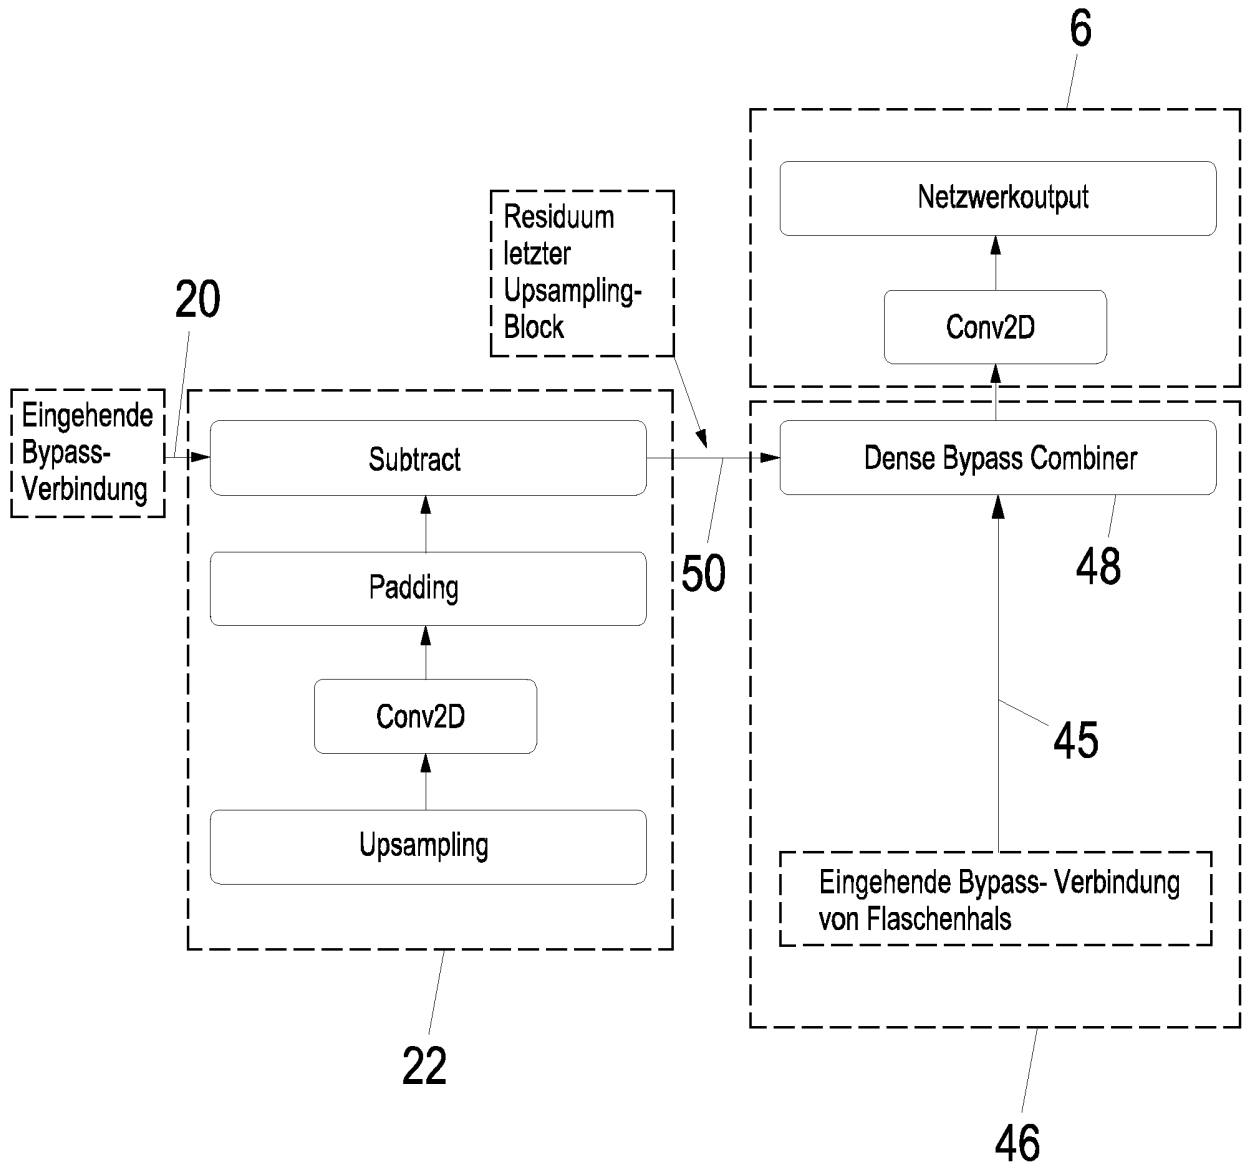 6
Netzwerkoutput
Residuum
letzter
Upsampling-
Block
20
Conv2D
Eingehende
Bypass-
Verbindung
Subtract
Dense Bypass Combiner
50
48
Padding
Conv2D
45
Upsampling
Eingehende Bypass- Verbindung
von Flaschenhals
22
46